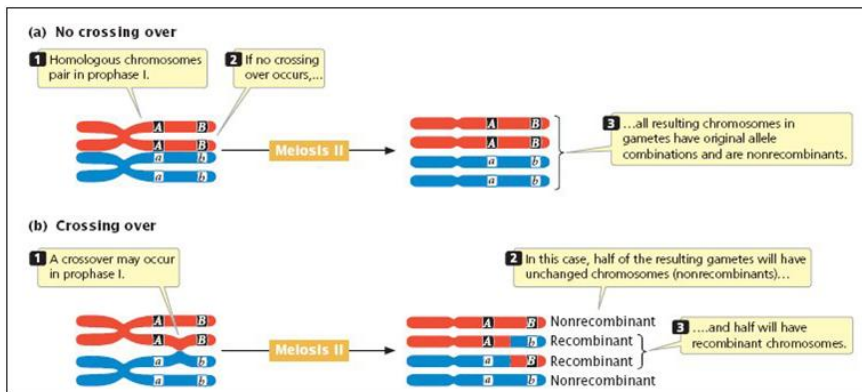 (a) No crossing over
1 Homologous chromosomes
pair in prophase I.
2 If no crossing
over occurs,...
A B
A B
a b
a b
Meiosis II
A B
A B
a b
a b
3 ...all resulting chromosomes in
gametes have original allele
combinations and are nonrecombinants.
(b) Crossing over
1 A crossover may occur
in prophase I.
2 In this case, half of the resulting gametes will have
unchanged chromosomes (nonrecombinants)...
A B
A B
a b
a b
Meiosis II
A B Nonrecombinant
A b Recombinant
a B Recombinant
a b Nonrecombinant
3 ....and half will have
recombinant chromosomes.